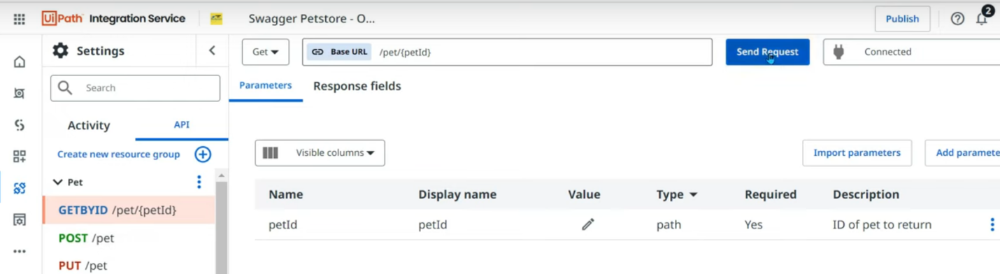 UiPath Integration Service
Swagger Petstore - O...
Publish
2
Settings
Get
Base URL /pet/{petId}
Send Request
Connected
Search
Parameters
Response fields
Activity
API
Create new resource group
Visible columns
Import parameters
Add paramete
Pet
Name Display name Value Type Required Description
GETBYID /pet/{petId}
petId petId path Yes ID of pet to return
POST /pet
PUT /pet